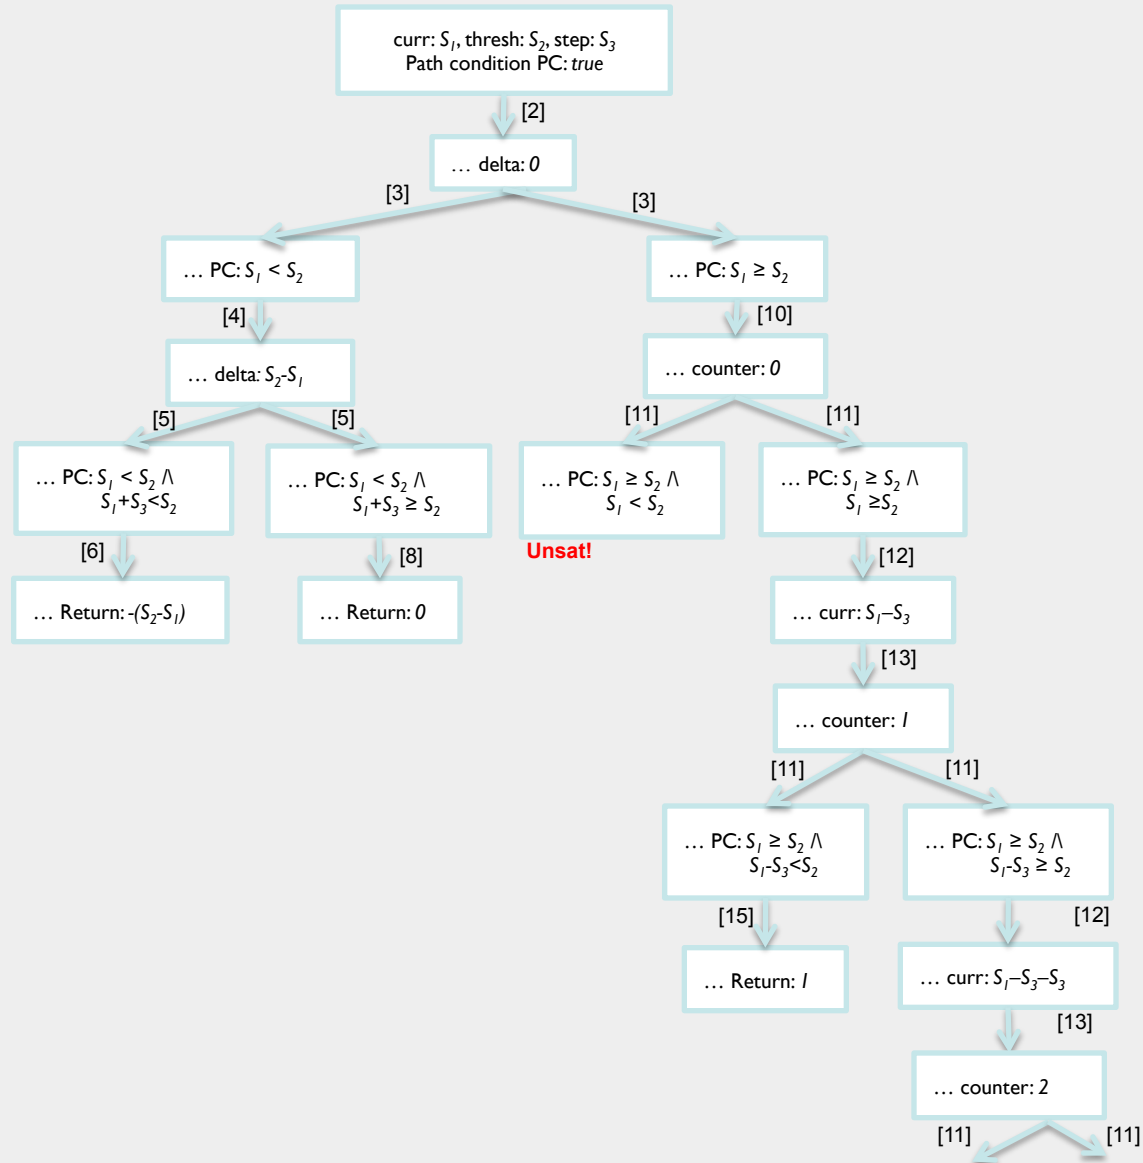 curr: S1, thresh: S2, step: S3
Path condition PC: true
[2]
… delta: 0
[3]
[3]
… PC: S1 < S2
… PC: S1 ≥ S2
[4]
[10]
… delta: S2-S1
… counter: 0
[5]
[5]
[11]
[11]
… PC: S1 < S2 /\
S1+S3<S2
… PC: S1 < S2 /\
S1+S3 ≥ S2
… PC: S1 ≥ S2 /\
S1 < S2
… PC: S1 ≥ S2 /\
S1 ≥S2
[6]
[8]
Unsat!
[12]
… Return: -(S2-S1)
… Return: 0
… curr: S1–S3
[13]
… counter: 1
[11]
[11]
… PC: S1 ≥ S2 /\
S1-S3<S2
… PC: S1 ≥ S2 /\
S1-S3 ≥ S2
[15]
[12]
… Return: 1
… curr: S1–S3–S3
[13]
… counter: 2
[11]
[11]